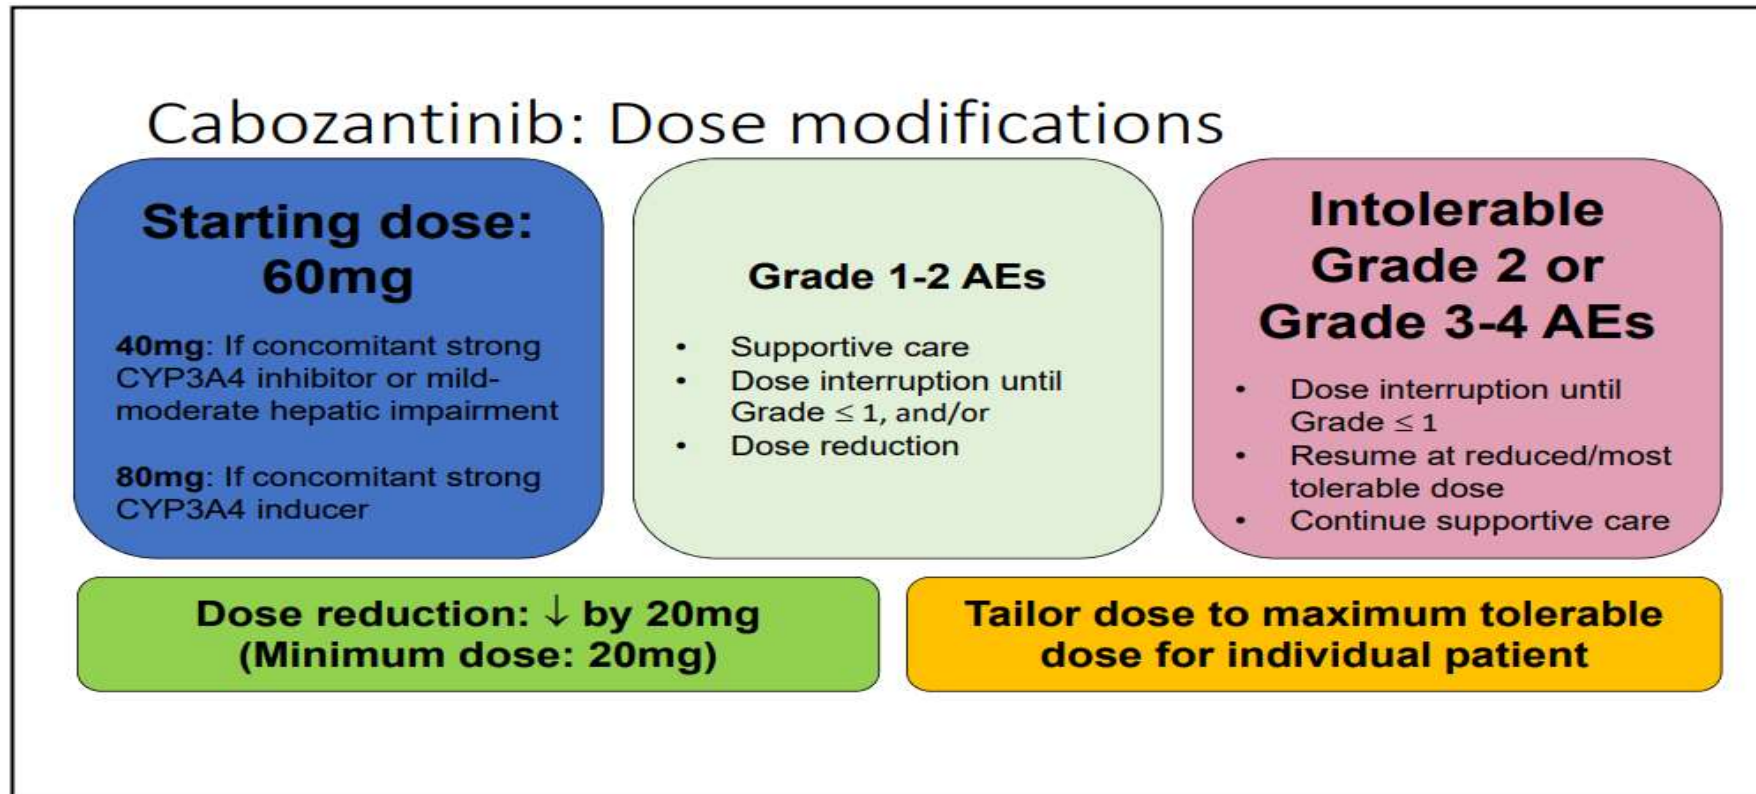 Cabozantinib: Dose modifications
Starting dose:
60mg
40mg: If concomitant strong
CYP3A4 inhibitor or mild-
moderate hepatic impairment
80mg: If concomitant strong
CYP3A4 inducer
Grade 1-2 AEs
• Supportive care
• Dose interruption until
Grade ≤ 1, and/or
• Dose reduction
Intolerable
Grade 2 or
Grade 3-4 AEs
• Dose interruption until
Grade ≤ 1
• Resume at reduced/most
tolerable dose
• Continue supportive care
Dose reduction: ↓ by 20mg
(Minimum dose: 20mg)
Tailor dose to maximum tolerable
dose for individual patient